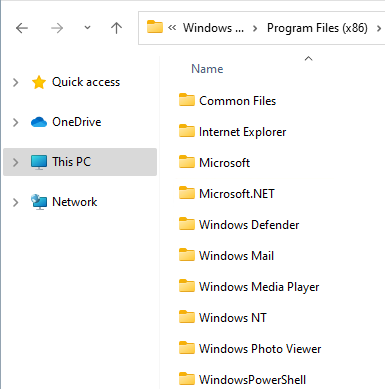 « Windows ... > Program Files (x86) >
Name
Quick access
OneDrive
This PC
Network
Common Files
Internet Explorer
Microsoft
Microsoft.NET
Windows Defender
Windows Mail
Windows Media Player
Windows NT
Windows Photo Viewer
WindowsPowerShell